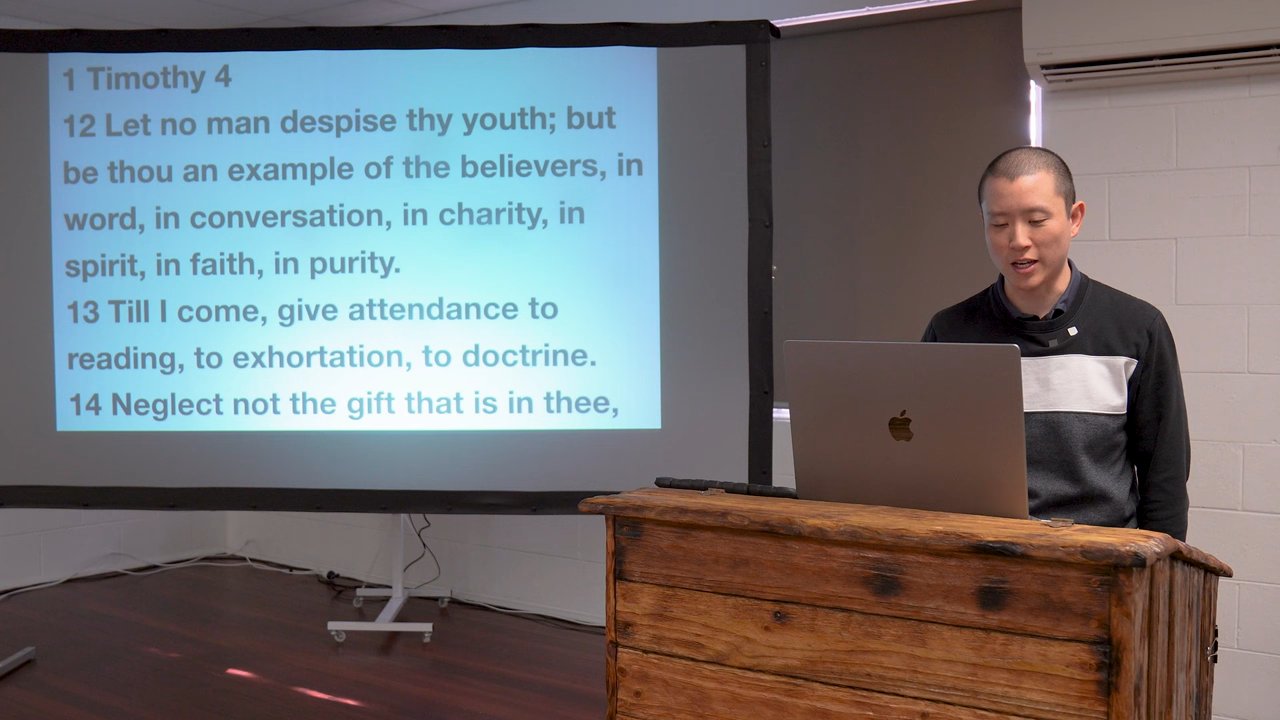 1 Timothy 4
12 Let no man despise thy youth; but
be thou an example of the believers, in
word, in conversation, in charity, in
spirit, in faith, in purity.
13 Till I come, give attendance to
reading, to exhortation, to doctrine.
14 Neglect not the gift that is in thee,